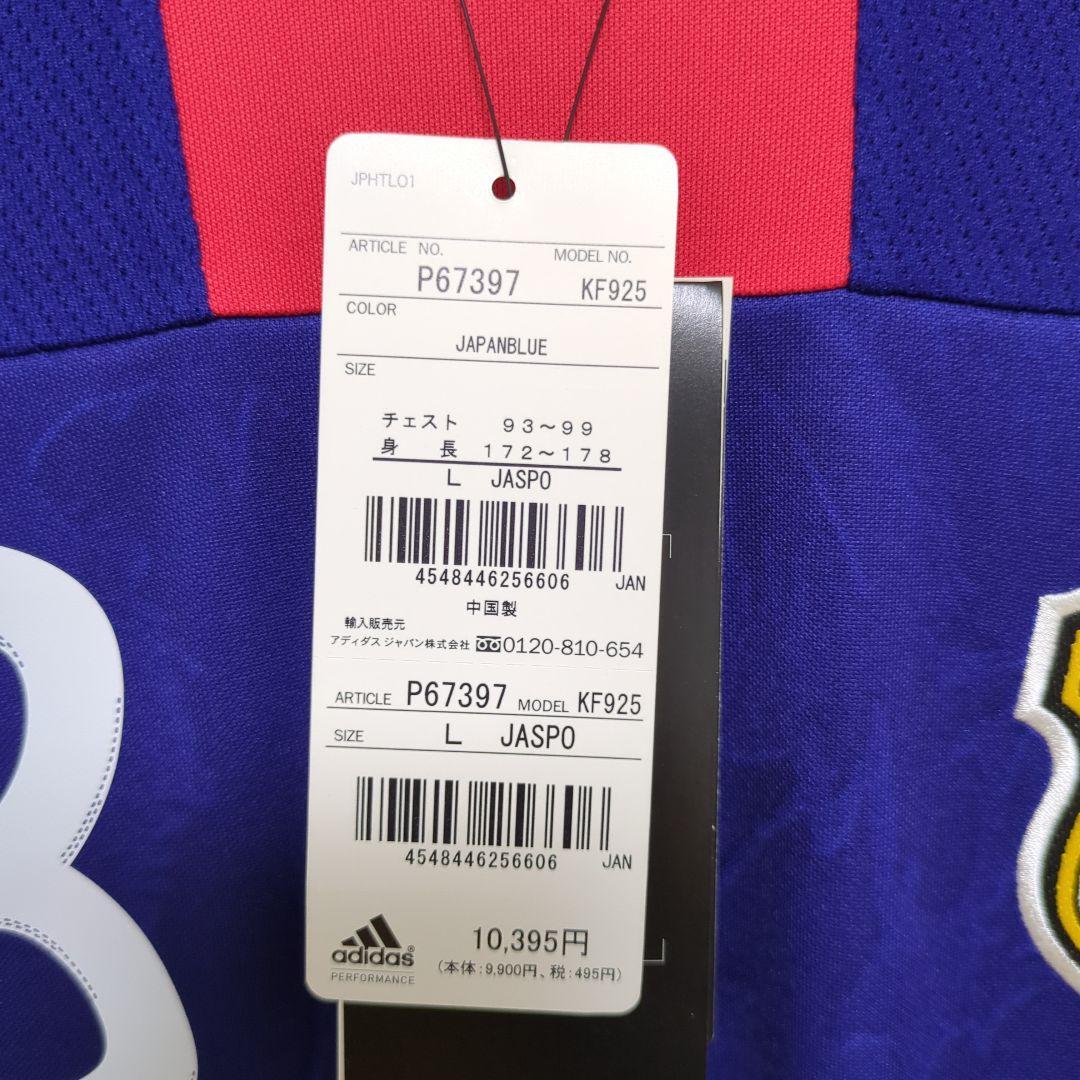 JPHTL01
ARTICLE NO. MODEL NO.
P67397 KF925
COLOR
JAPANBLUE
SIZE
チェスト 93~99
身 長 172~178
L JASPO
4548446256606 JAN
中国製
輸入販売元
アディダス ジャパン株式会社 0120-810-654
ARTICLE P67397 MODEL KF925
SIZE L JASPO
4548446256606 JAN
adidas® 10,395円
PERFORMANCE (本体:9,900円、税:495円)